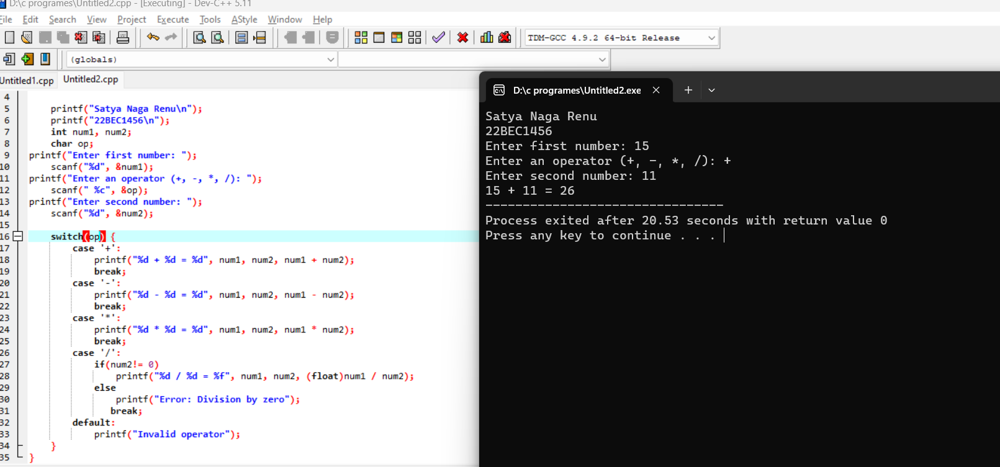 D:\c programes\Untitled2.cpp - [Executing] - Dev-C++ 5.11
File Edit Search View Project Execute Tools AStyle Window Help
TDM-GCC 4.9.2 64-bit Release
(globals)
Untitled1.cpp Untitled2.cpp
4
5 printf("Satya Naga Renu\n");
6 printf("22BEC1456\n");
7 int num1, num2;
8 char op;
9 printf("Enter first number: ");
10 scanf("%d", &num1);
11 printf("Enter an operator (+, -, *, /): ");
12 scanf(" %c", &op);
13 printf("Enter second number: ");
14 scanf("%d", &num2);
15
16 switch(op) {
17 case '+':
18 printf("%d + %d = %d", num1, num2, num1 + num2);
19 break;
20 case '-':
21 printf("%d - %d = %d", num1, num2, num1 - num2);
22 break;
23 case '*':
24 printf("%d * %d = %d", num1, num2, num1 * num2);
25 break;
26 case '/':
27 if(num2!= 0)
28 printf("%d / %d = %f", num1, num2, (float)num1 / num2);
29 else
30 printf("Error: Division by zero");
31 break;
32 default:
33 printf("Invalid operator");
34 }
35 }
D:\c programes\Untitled2.exe
Satya Naga Renu
22BEC1456
Enter first number: 15
Enter an operator (+, -, *, /): +
Enter second number: 11
15 + 11 = 26
--------------------------------
Process exited after 20.53 seconds with return value 0
Press any key to continue . . .